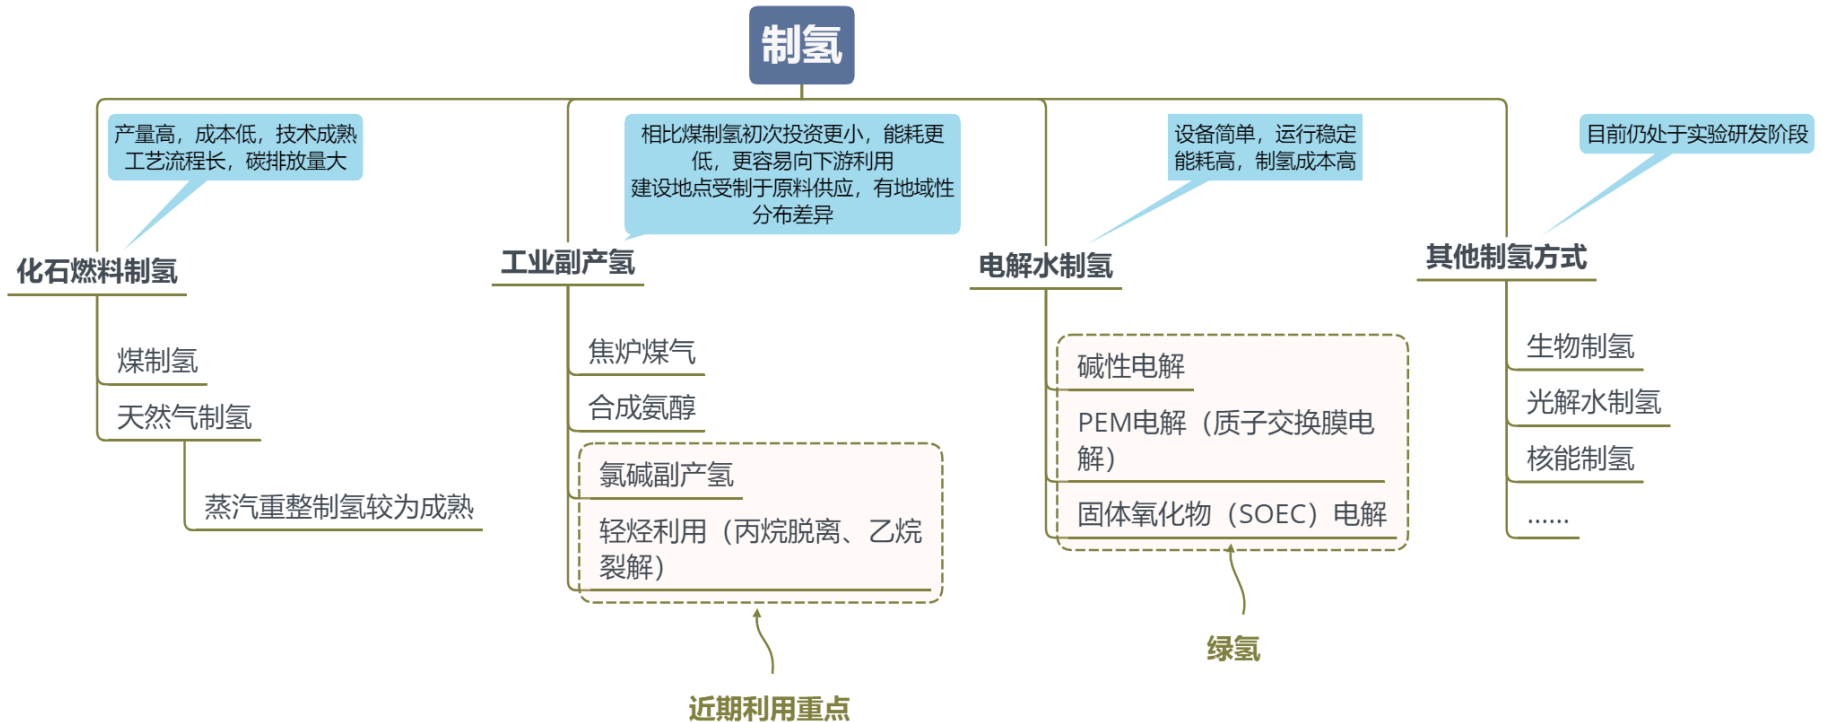 制氢
产量高，成本低，技术成熟
工艺流程长，碳排放量大
相比煤制氢初次投资更小，能耗更
低，更容易向下游利用
建设地点受制于原料供应，有地域性
分布差异
设备简单，运行稳定
能耗高，制氢成本高
目前仍处于实验研发阶段
化石燃料制氢
煤制氢
天然气制氢
蒸汽重整制氢较为成熟
工业副产氢
焦炉煤气
合成氨醇
氯碱副产氢
轻烃利用（丙烷脱离、乙烷
裂解）
近期利用重点
电解水制氢
碱性电解
PEM电解（质子交换膜电
解）
固体氧化物（SOEC）电解
绿氢
其他制氢方式
生物制氢
光解水制氢
核能制氢
......